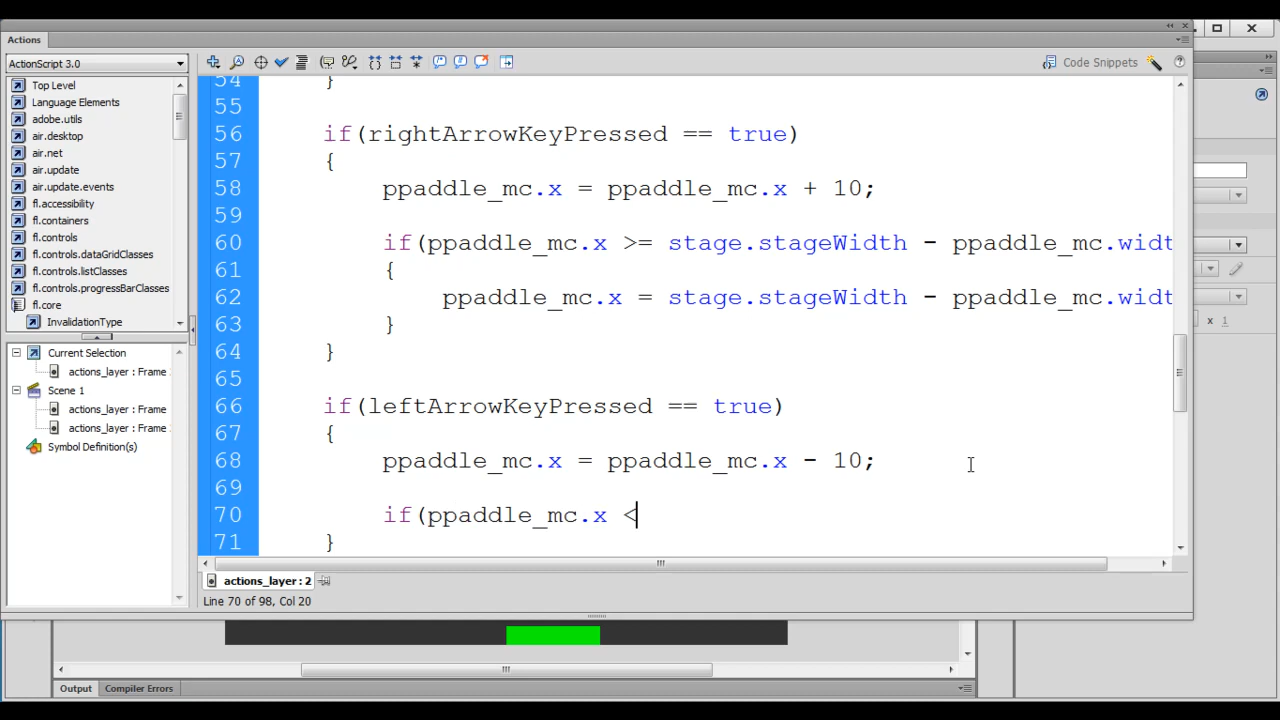 Actions
ActionScript 3.0
Code Snippets
Top Level
Language Elements
adobe.utils
air.desktop
air.net
air.update
air.update.events
fl.accessibility
fl.containers
fl.controls
fl.controls.dataGridClasses
fl.controls.listClasses
fl.controls.progressBarClasses
fl.core
InvalidationType
Current Selection
actions_layer : Frame
Scene 1
actions_layer : Frame
actions_layer : Frame
Symbol Definition(s)
54 }
55
56 if(rightArrowKeyPressed == true)
57 {
58 ppaddle_mc.x = ppaddle_mc.x + 10;
59
60 if(ppaddle_mc.x >= stage.stageWidth - ppaddle_mc.widt
61 {
62 ppaddle_mc.x = stage.stageWidth - ppaddle_mc.widt
63 }
64 }
65
66 if(leftArrowKeyPressed == true)
67 {
68 ppaddle_mc.x = ppaddle_mc.x - 10;
69
70 if(ppaddle_mc.x <
71 }
actions_layer : 2
Line 70 of 98, Col 20
x 1
Output
Compiler Errors